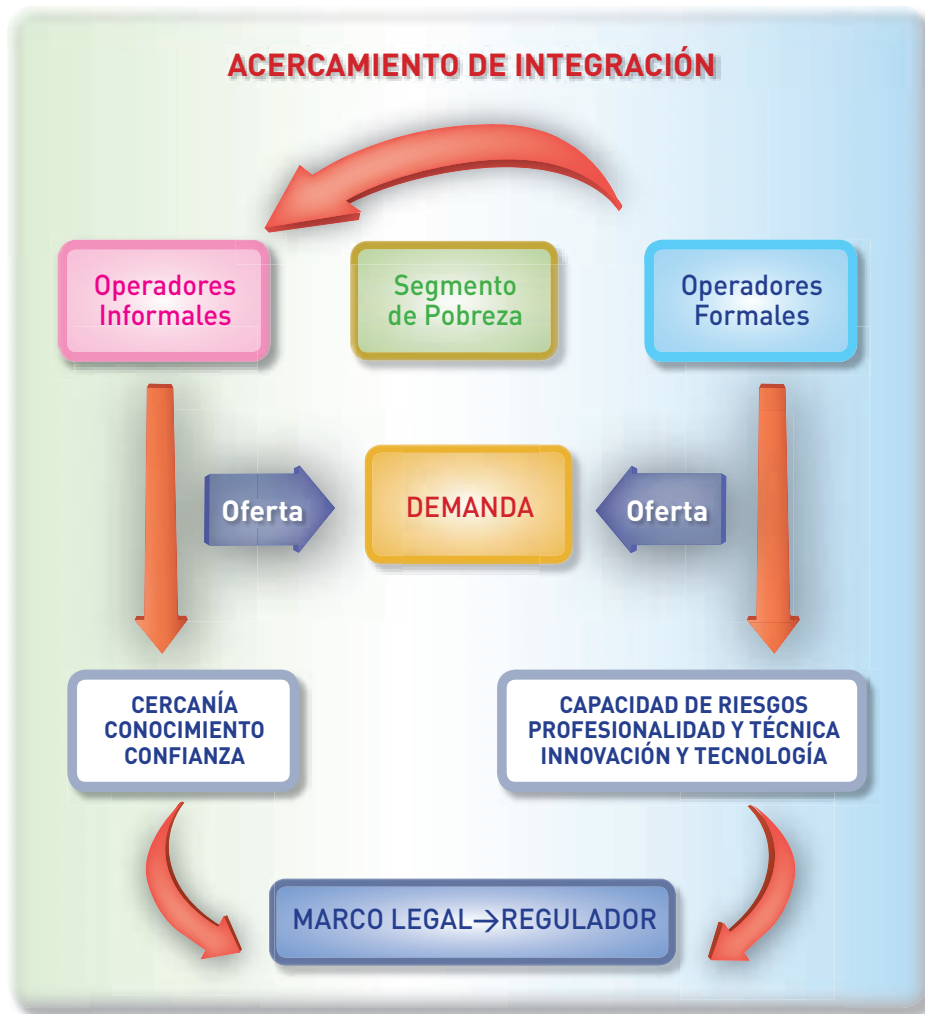 ACERCAMIENTO DE INTEGRACIÓN
Operadores
Informales
Segmento
de Pobreza
Operadores
Formales
Oferta
DEMANDA
Oferta
CERCANÍA
CONOCIMIENTO
CONFIANZA
CAPACIDAD DE RIESGOS
PROFESIONALIDAD Y TÉCNICA
INNOVACIÓN Y TECNOLOGÍA
MARCO LEGAL→REGULADOR